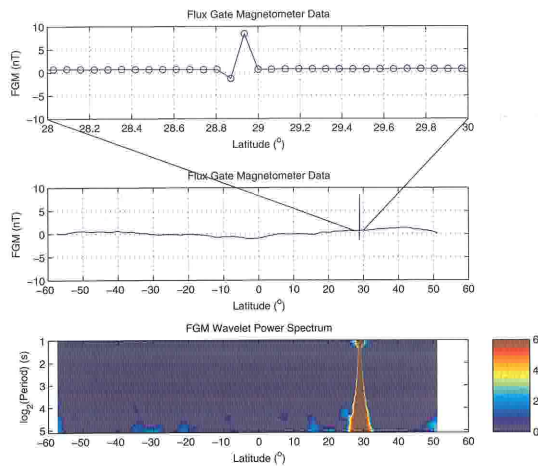 Flux Gate Magnetometer Data
10
5
0
−5
−10
FGM (nT)
28 28.2 28.4 28.6 28.8 29 29.2 29.4 29.6 29.80 30
Latitude (°)
Flux Gate Magnetometer Data
10
5
0
−5
−10
FGM (nT)
−60 −50 −40 −30 −20 −10 0 10 20 30 40 50 60
Latitude (°)
FGM Wavelet Power Spectrum
1
2
3
4
5
log2(Period) (s)
−60 −50 −40 −30 −20 −10 0 10 20 30 40 50 60
Latitude (°)
6
4
2
0